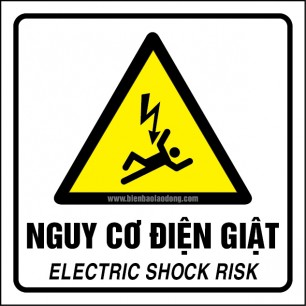 www.bienbaolaodong.com
NGUY CƠ ĐIỆN GIẬT
ELECTRIC SHOCK RISK